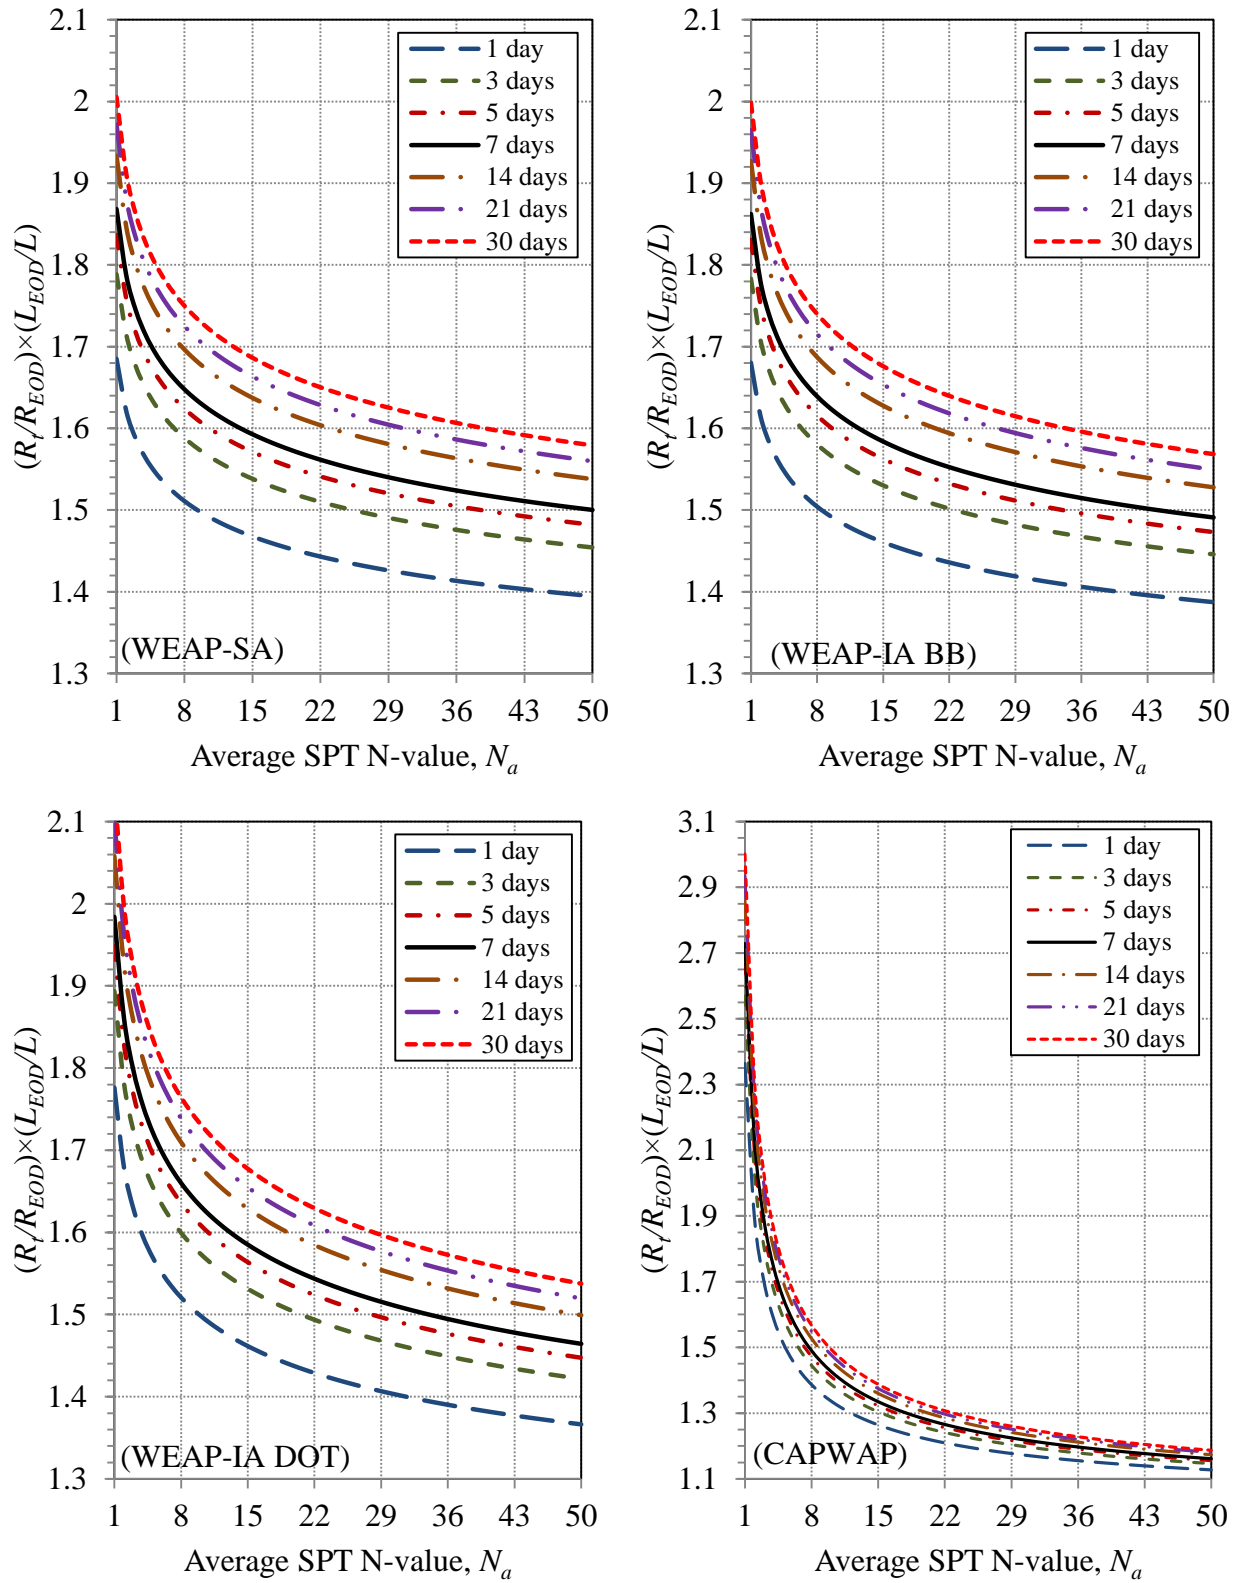 2.1
2
1.9
1.8
1.7
1.6
1.5
1.4
1.3
(Rt/REOD)×(LEOD/L)
1 day
3 days
5 days
7 days
14 days
21 days
30 days
(WEAP-SA)
1 8 15 22 29 36 43 50
Average SPT N-value, Na
2.1
2
1.9
1.8
1.7
1.6
1.5
1.4
1.3
(Rt/REOD)×(LEOD/L)
1 day
3 days
5 days
7 days
14 days
21 days
30 days
(WEAP-IA BB)
1 8 15 22 29 36 43 50
Average SPT N-value, Na
2.1
2
1.9
1.8
1.7
1.6
1.5
1.4
1.3
(Rt/REOD)×(LEOD/L)
1 day
3 days
5 days
7 days
14 days
21 days
30 days
(WEAP-IA DOT)
1 8 15 22 29 36 43 50
Average SPT N-value, Na
3.1
2.9
2.7
2.5
2.3
2.1
1.9
1.7
1.5
1.3
1.1
(Rt/REOD)×(LEOD/L)
1 day
3 days
5 days
7 days
14 days
21 days
30 days
(CAPWAP)
1 8 15 22 29 36 43 50
Average SPT N-value, Na